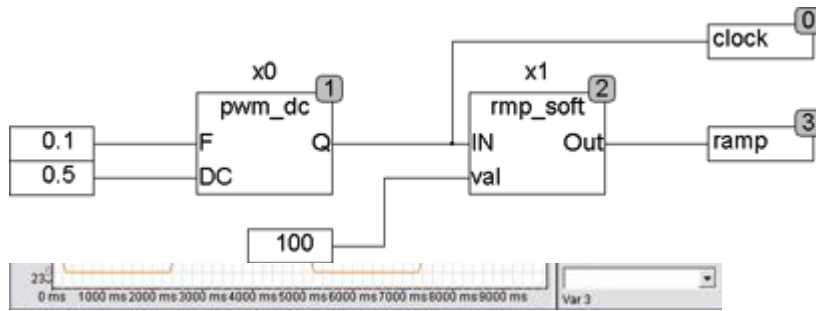 0
clock
x0
x1
1
2
pwm_dc
rmp_soft
3
0.1
F
Q
IN
Out
ramp
0.5
DC
val
100
23
0 ms 1000 ms 2000 ms 3000 ms 4000 ms 5000 ms 6000 ms 7000 ms 8000 ms 9000 ms
Var 3